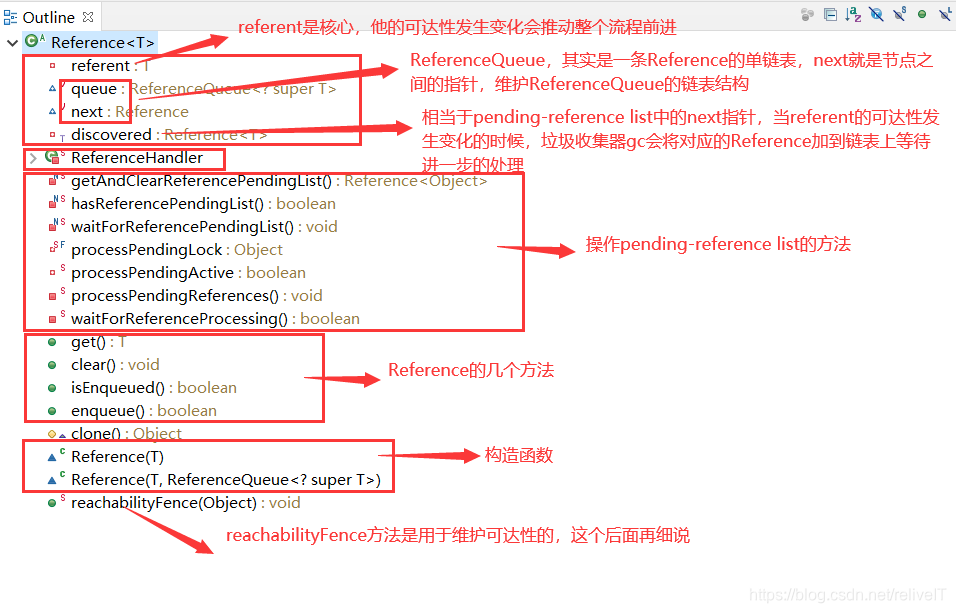 Outline
Reference<T>
referent是核心，他的可达性发生变化会推动整个流程前进
referent : T
queue : ReferenceQueue<? super T>
next : Reference
discovered : Reference<T>
ReferenceQueue，其实是一条Reference的单链表，next就是节点之
间的指针，维护ReferenceQueue的链表结构
相当于pending-reference list中的next指针，当referent的可达性发
生变化的时候，垃圾收集器gc会将对应的Reference加到链表上等待
进一步的处理
ReferenceHandler
getAndClearReferencePendingList() : Reference<Object>
hasReferencePendingList() : boolean
waitForReferencePendingList() : void
processPendingLock : Object
processPendingActive : boolean
processPendingReferences() : void
waitForReferenceProcessing() : boolean
操作pending-reference list的方法
get() : T
clear() : void
isEnqueued() : boolean
enqueue() : boolean
Reference的几个方法
clone() : Object
Reference(T)
Reference(T, ReferenceQueue<? super T>)
构造函数
reachabilityFence(Object) : void
reachabilityFence方法是用于维护可达性的，这个后面再细说
https://blog.csdn.net/reliveIT